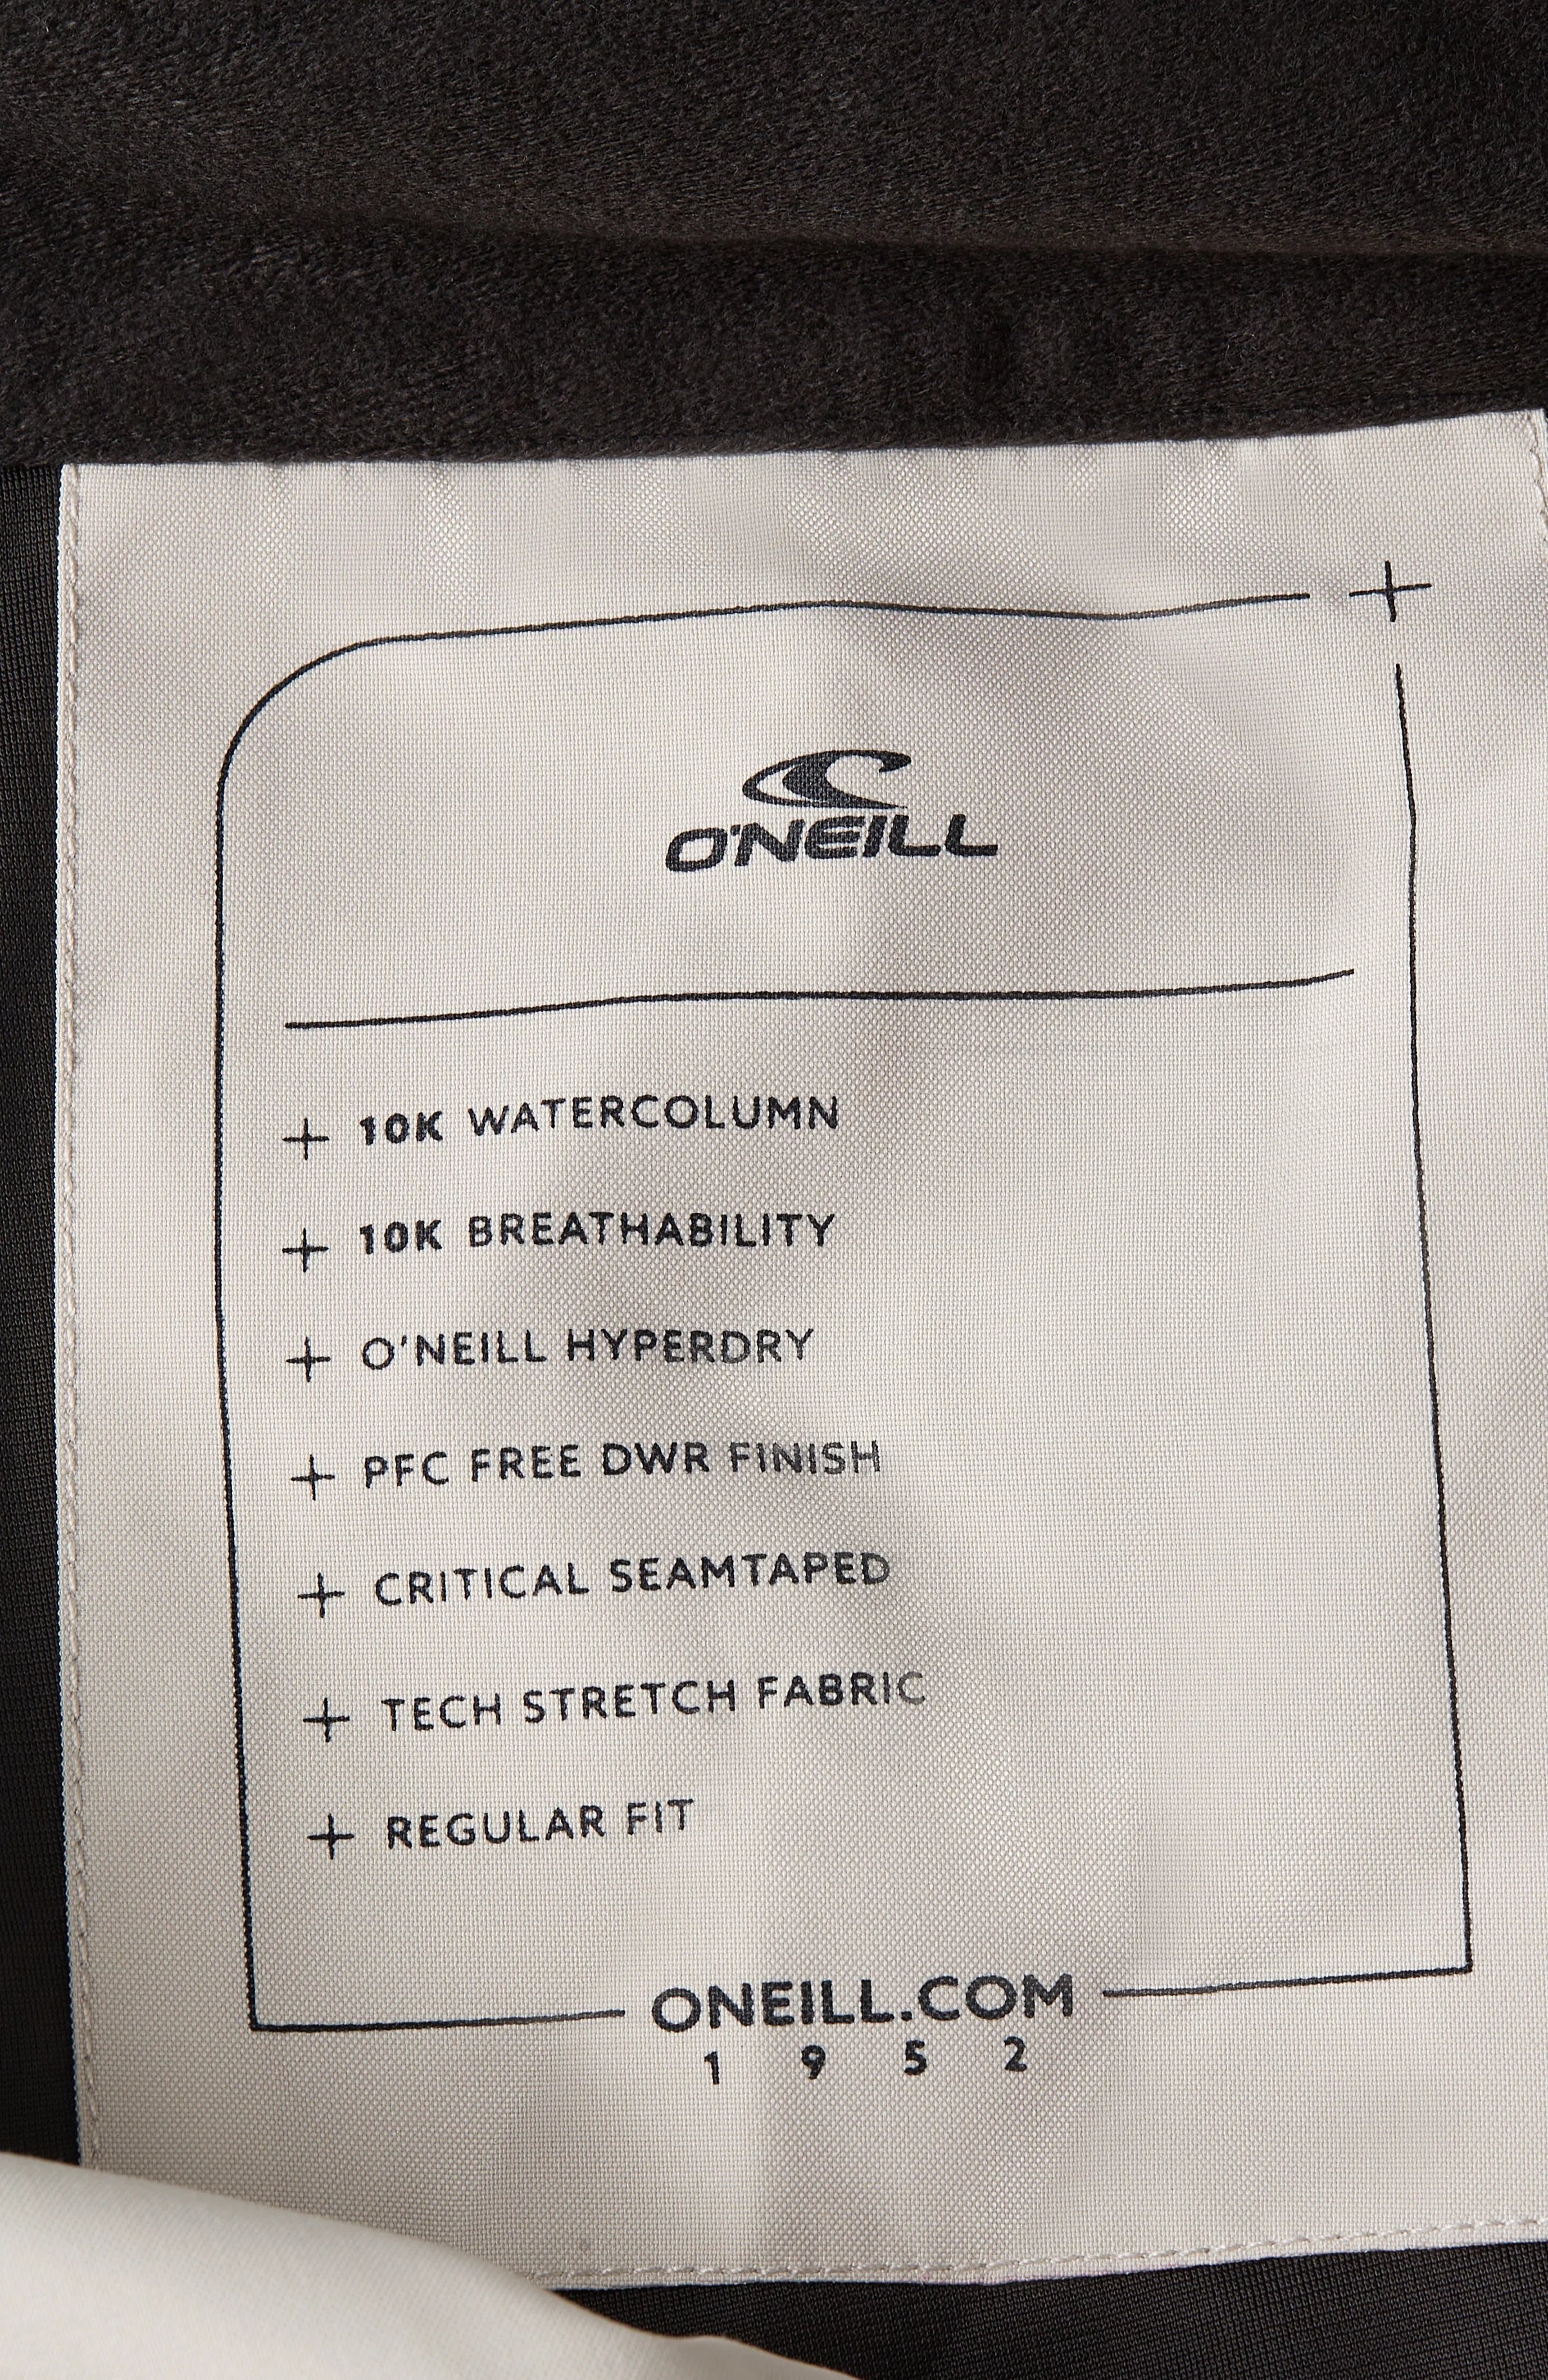 O'NEILL
+ 10K WATERCOLUMN
+ 10K BREATHABILITY
+ O'NEILL HYPERDRY
+ PFC FREE DWR FINISH
+ CRITICAL SEAMTAPED
+ TECH STRETCH FABRIC
+ REGULAR FIT
ONEILL.COM
1 9 5 2